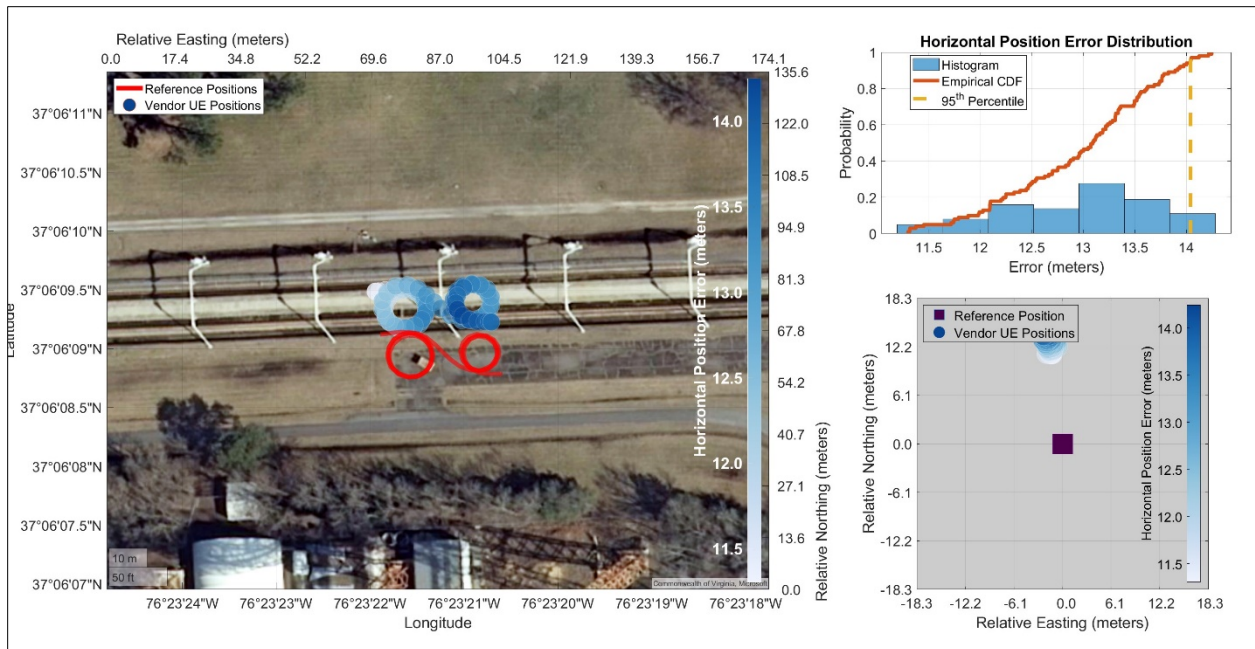 Relative Easting (meters)
0.0 17.4 34.8 52.2 69.6 87.0 104.5 121.9 139.3 156.7 174.1
Reference Positions
Vendor UE Positions
37°06'11"N
37°06'10.5"N
37°06'10"N
37°06'09.5"N
37°06'09"N
37°06'08.5"N
37°06'08"N
37°06'07.5"N
37°06'07"N
Latitude
10 m
50 ft
76°23'24"W 76°23'23"W 76°23'22"W 76°23'21"W 76°23'20"W 76°23'19"W 76°23'18"W
Longitude
Commonwealth of Virginia, Microsoft
14.0
13.5
13.0
12.5
12.0
11.5
Horizontal Position Error (meters)
135.6
122.0
108.5
94.9
81.3
67.8
54.2
40.7
27.1
13.6
0.0
Relative Northing (meters)
Horizontal Position Error Distribution
Histogram
Empirical CDF
95th Percentile
1
0.8
0.6
0.4
0.2
0
Probability
11.5 12 12.5 13 13.5 14
Error (meters)
Reference Position
Vendor UE Positions
18.3
12.2
6.1
0.0
-6.1
-12.2
-18.3
Relative Northing (meters)
-18.3 -12.2 -6.1 0.0 6.1 12.2 18.3
Relative Easting (meters)
14.0
13.5
13.0
12.5
12.0
11.5
Horizontal Position Error (meters)